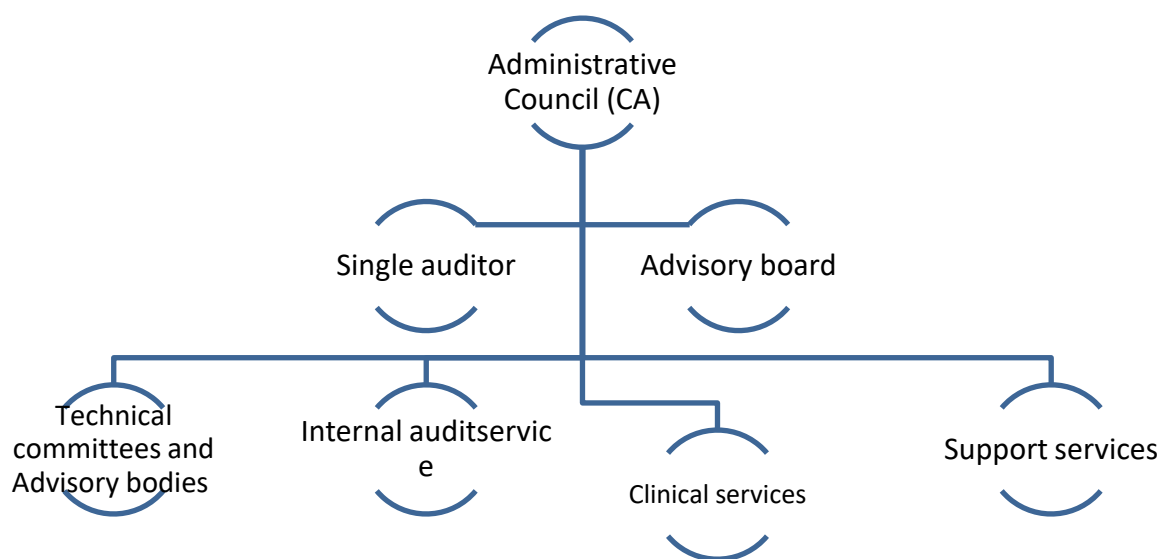 Administrative
Council (CA)
Single auditor
Advisory board
Technical
committees and
Advisory bodies
Internal auditservic
e
Clinical services
Support services